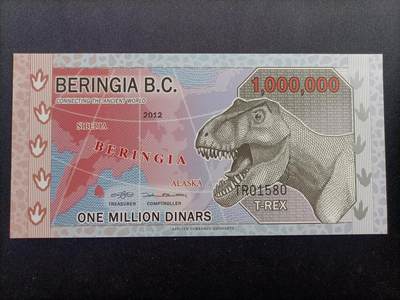 BERINGIA B.C.
CONNECTING THE ANCIENT WORLD
1,000,000
2012
SIBERIA
BERINGIA
ALASKA
TR01580
T-REX
TREASURER
COMPTROLLER
ONE MILLION DINARS